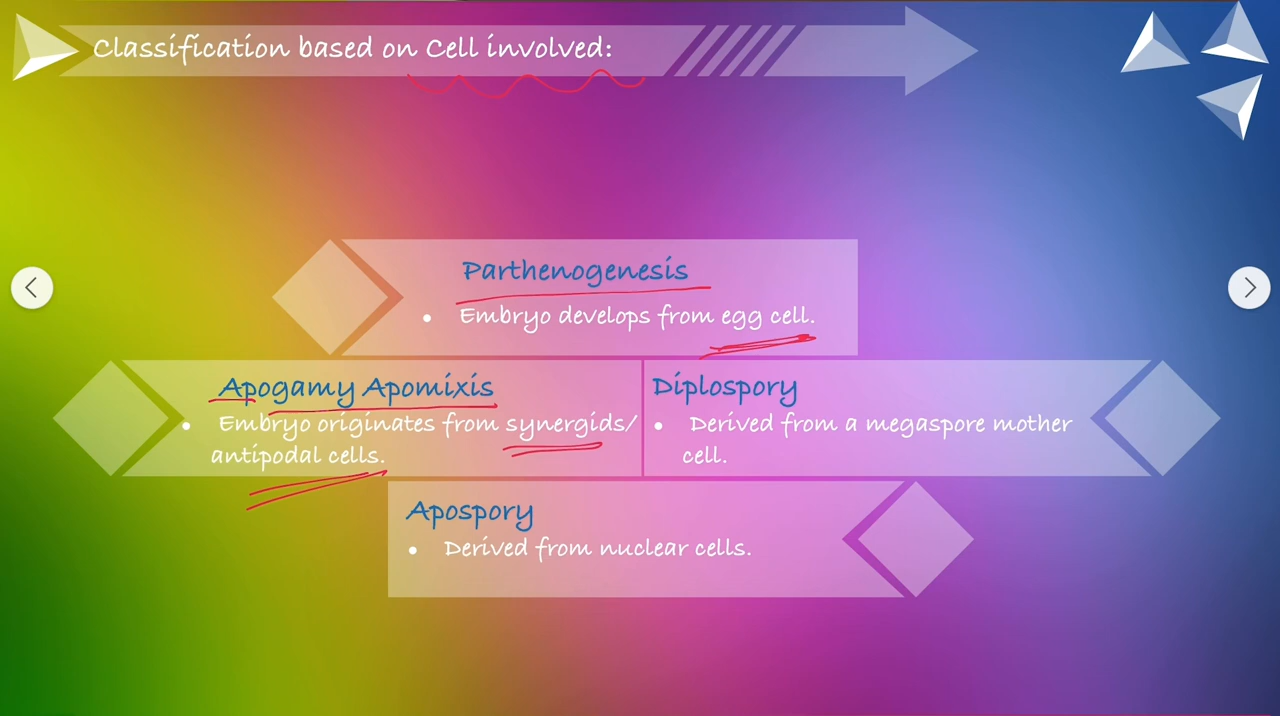 Classification based on Cell involved:
Parthenogenesis
• Embryo develops from egg cell.
Apogamy Apomixis
• Embryo originates from synergids/
antipodal cells.
Diplospory
• Derived from a megaspore mother
cell.
Apospory
• Derived from nuclear cells.